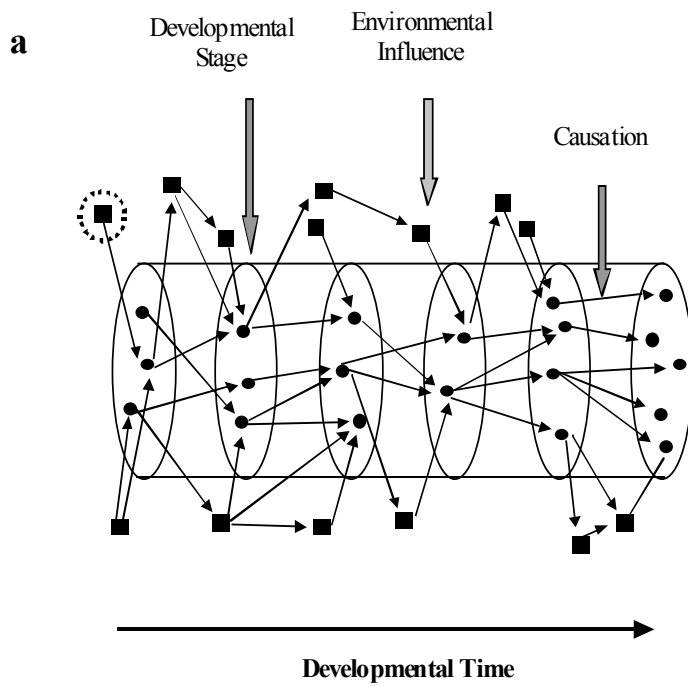 a
Developmental
Stage
Environmental
Influence
Causation
Developmental Time